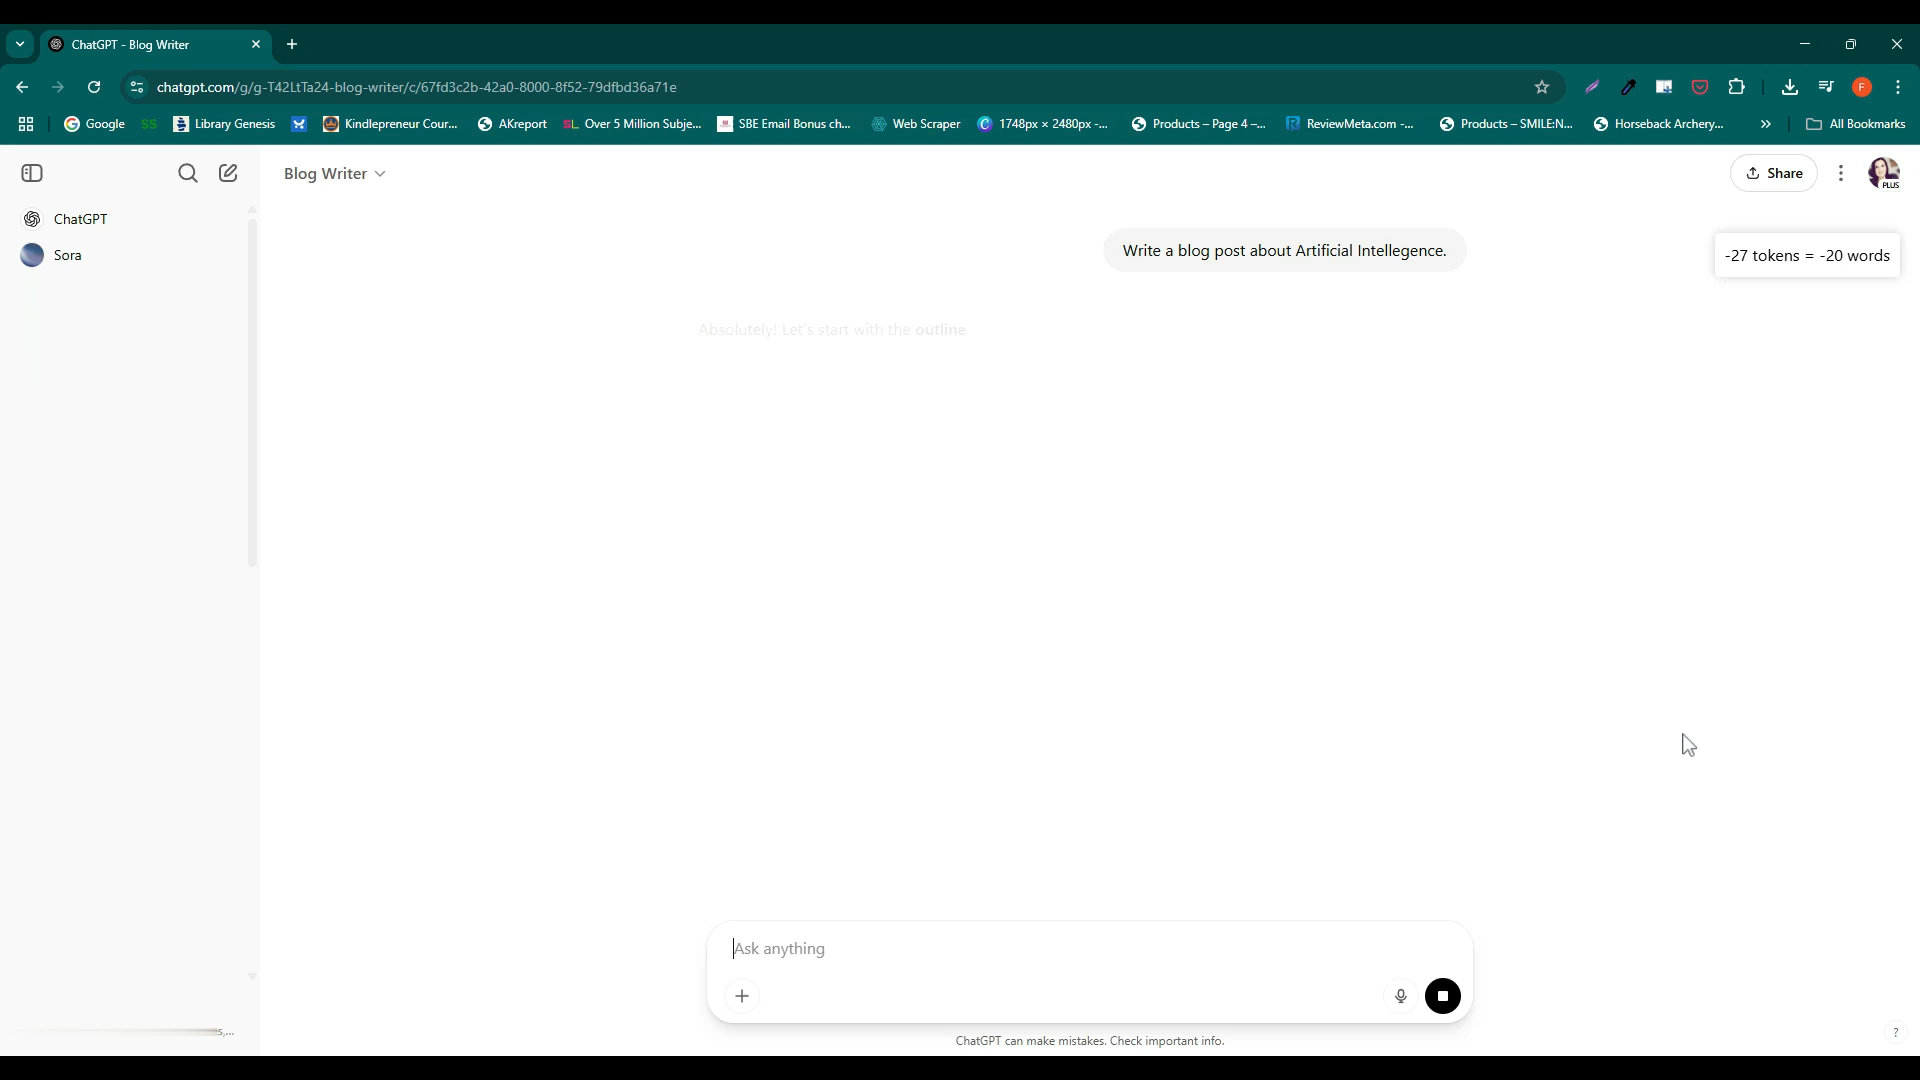 ChatGPT - Blog Writer
chatgpt.com/g/g-T42LtTa24-blog-writer/c/67fd3c2b-42a0-8000-8f52-79dfbd36a71e
F
Google
SS
Library Genesis
Kindlepreneur Cour...
AKreport
SL Over 5 Million Subje...
SBE Email Bonus ch...
Web Scraper
1748px × 2480px -...
Products – Page 4 –...
ReviewMeta.com -...
Products – SMILE:N...
Horseback Archery...
»
All Bookmarks
Blog Writer
Share
PLUS
ChatGPT
Sora
Write a blog post about Artificial Intellegence.
-27 tokens = -20 words
Absolutely! Let's start with the outline
Ask anything
s,...
ChatGPT can make mistakes. Check important info.
?